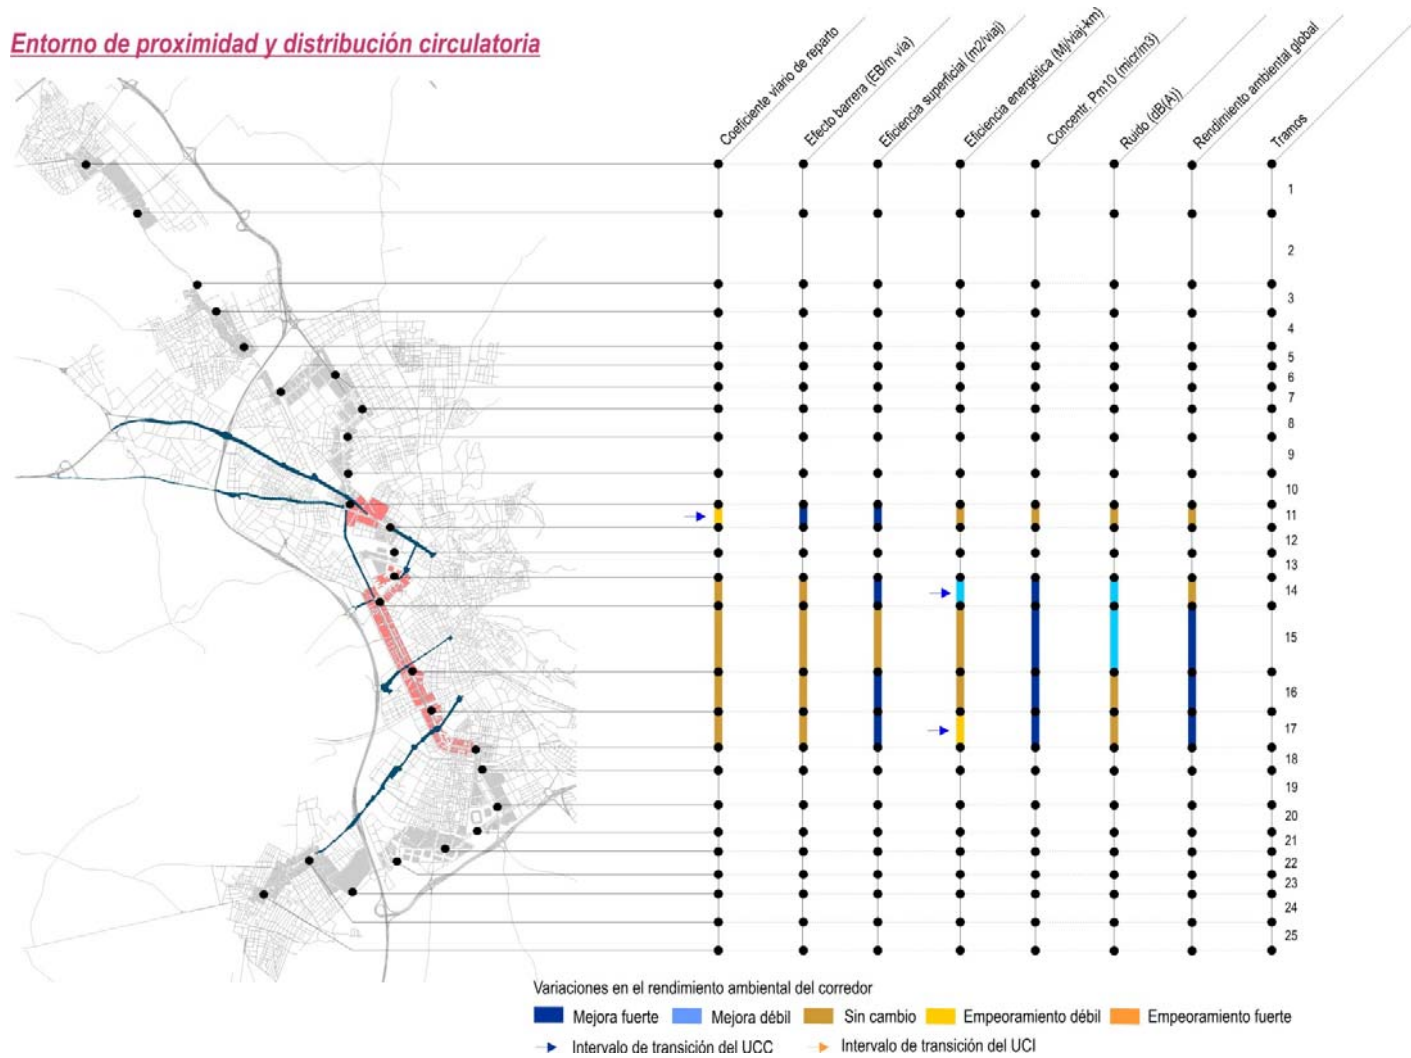 Entorno de proximidad y distribución circulatoria
Coeficiente viario de reparto
Efecto barrera (EB/m vía)
Eficiencia superficial (m2/viaj)
Eficiencia energética (Mj/viaj-km)
Concentr. Pm10 (micr/m3)
Ruido (dB(A))
Rendimiento ambiental global
Tramos
1
2
3
4
5
6
7
8
9
10
11
12
13
14
15
16
17
18
19
20
21
22
23
24
25
Variaciones en el rendimiento ambiental del corredor
Mejora fuerte Mejora débil Sin cambio Empeoramiento débil Empeoramiento fuerte
Intervalo de transición del UCC Intervalo de transición del UCI